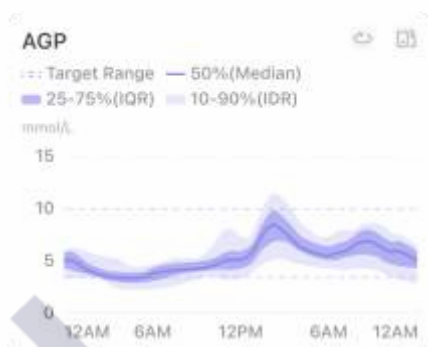 AGP
Target Range 50%(Median)
25-75%(IQR) 10-90%(IDR)
mmol/L
15
10
5
0
12AM 6AM 12PM 6AM 12AM